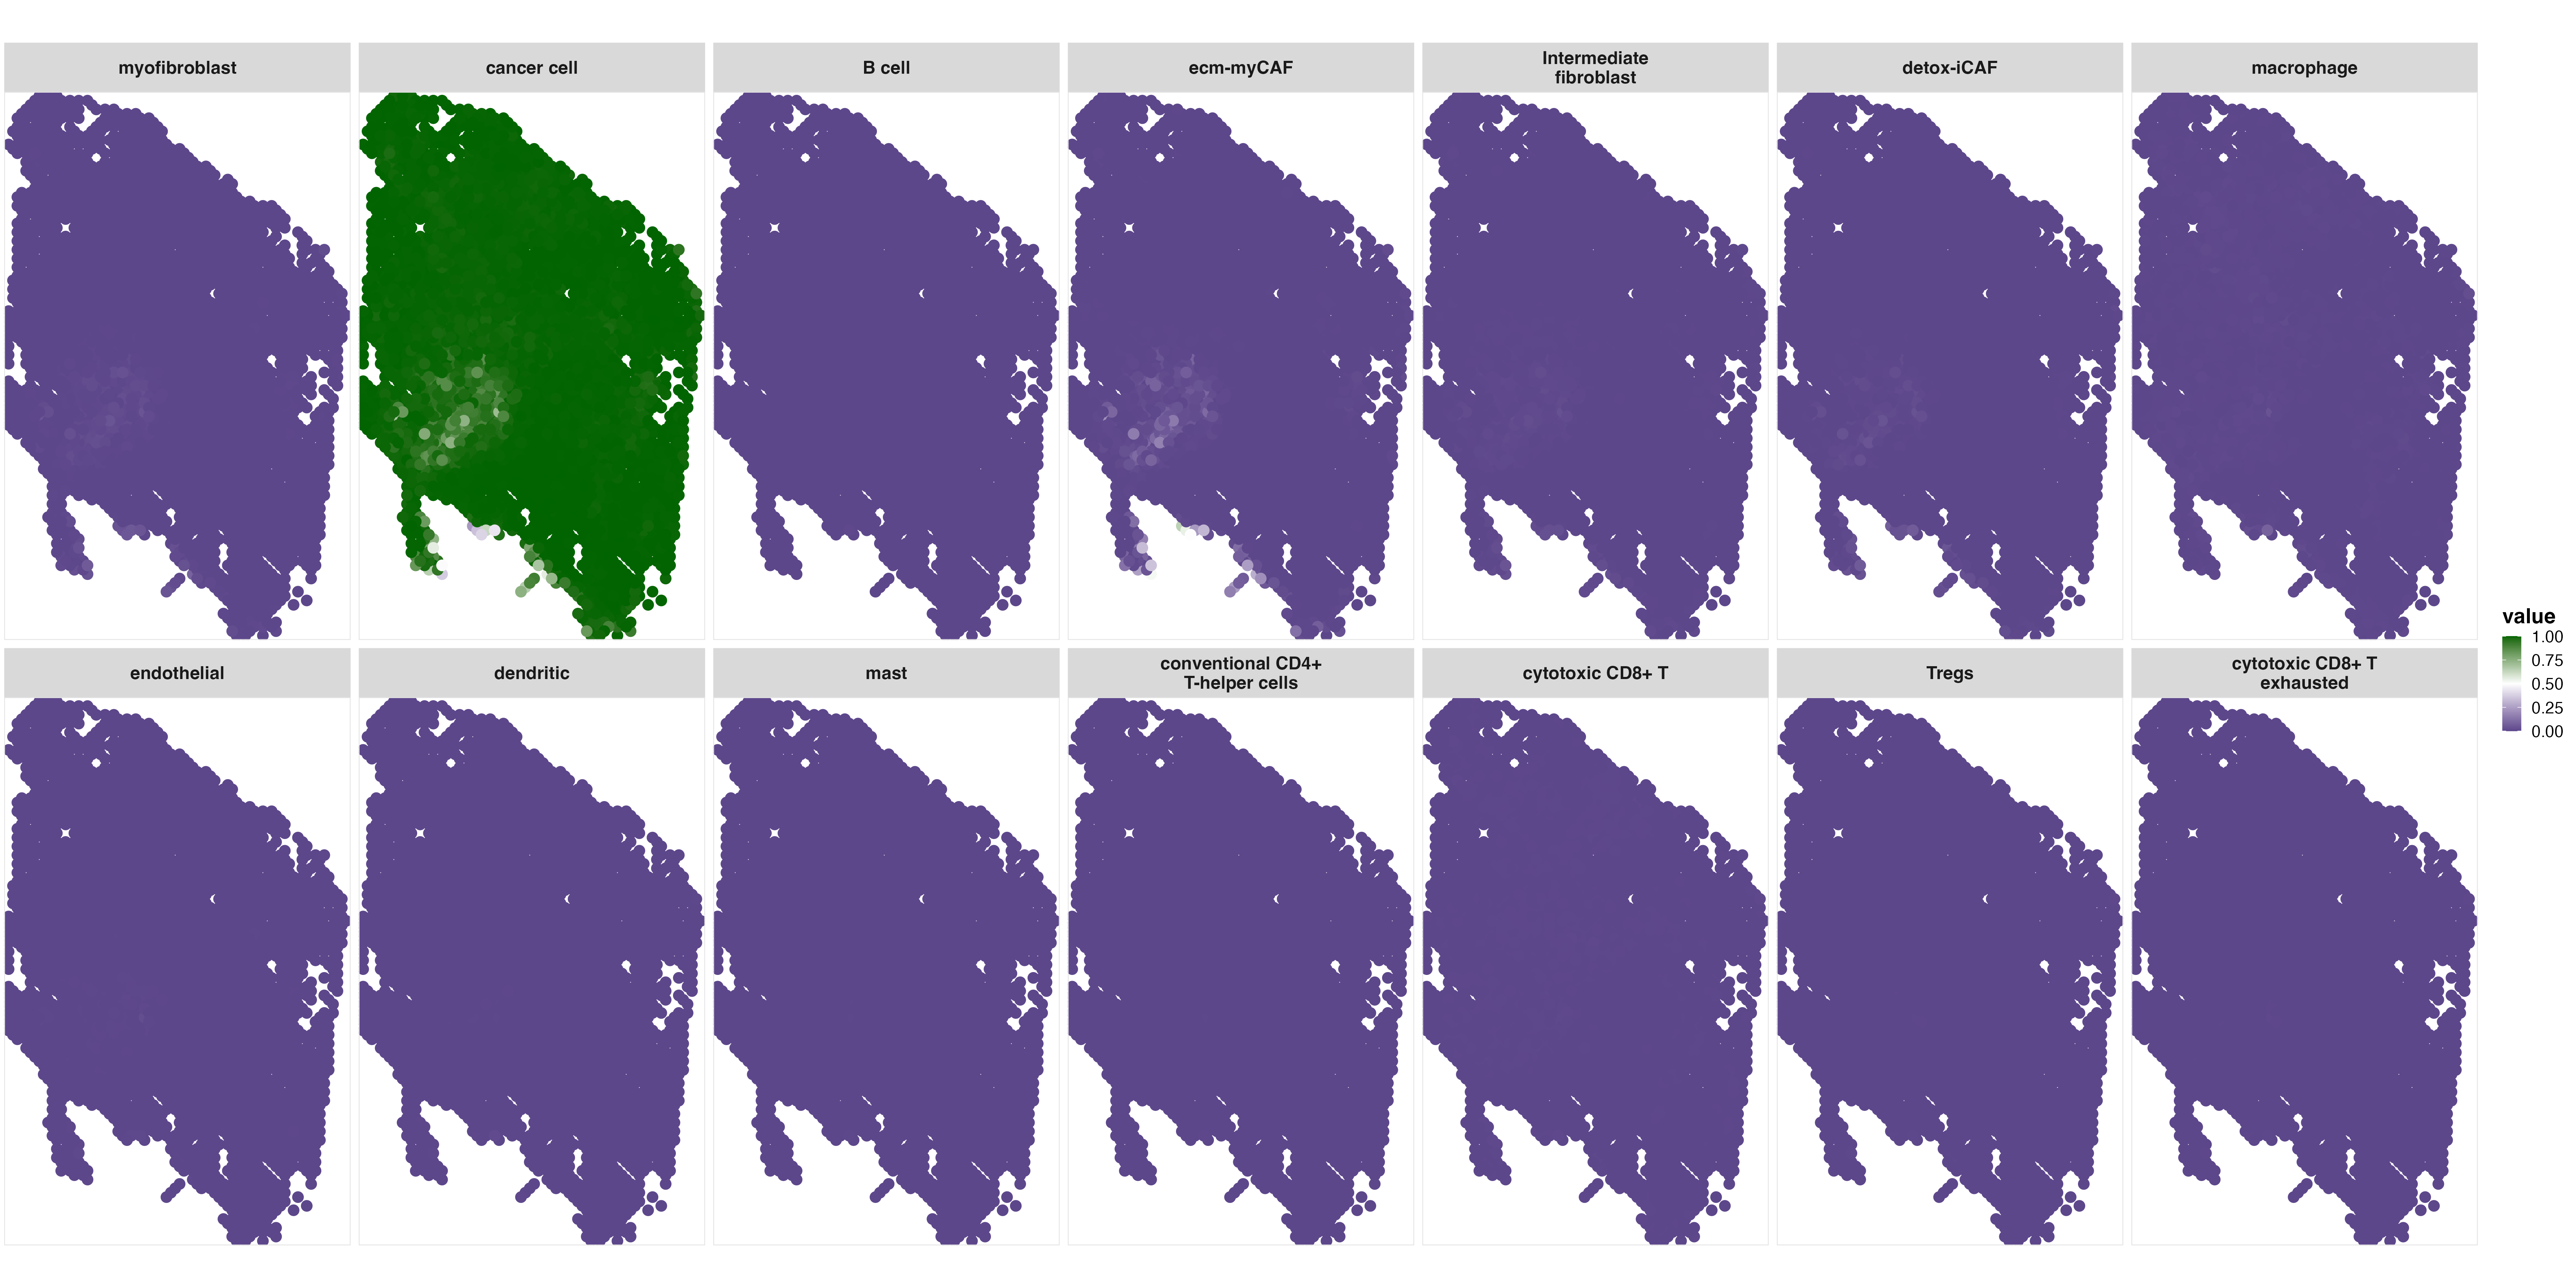 myofibroblast
cancer cell
B cell
ecm-myCAF
Intermediate
fibroblast
detox-iCAF
macrophage
endothelial
dendritic
mast
conventional CD4+
T-helper cells
cytotoxic CD8+ T
Tregs
cytotoxic CD8+ T
exhausted
value
1.00
0.75
0.50
0.25
0.00